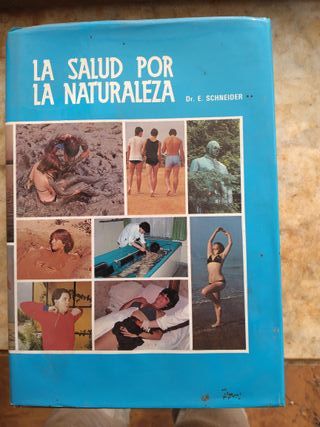 LA SALUD POR
LA NATURALEZA
Dr. E. SCHNEIDER